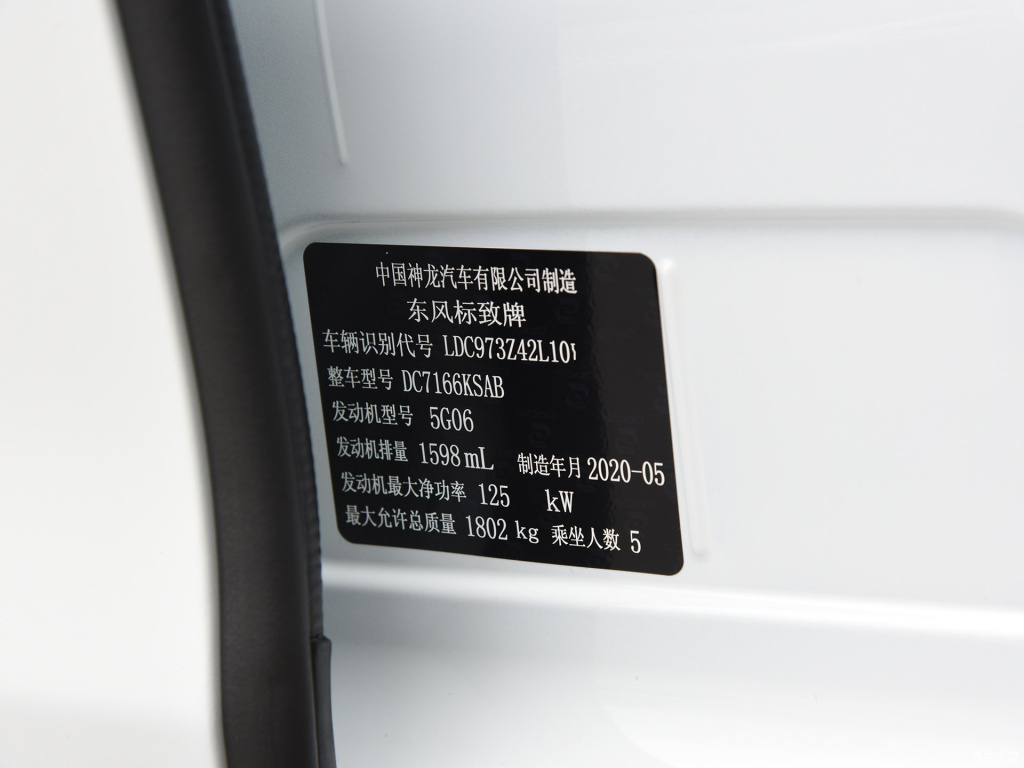 中国神龙汽车有限公司制造
东风标致牌
车辆识别代号 LDC973Z42L10
整车型号 DC7166KSAB
发动机型号 5G06
发动机排量 1598 mL 制造年月 2020-05
发动机最大净功率 125 kW
最大允许总质量 1802 kg 乘坐人数 5